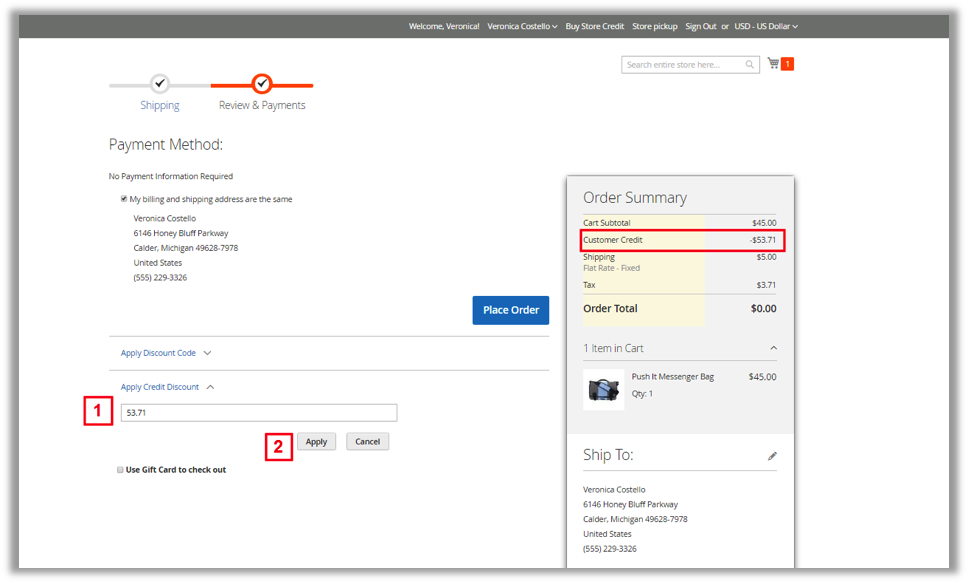 Welcome, Veronica! Veronica Costello Buy Store Credit Store pickup Sign Out or USD - US Dollar
Search entire store here...
1
Shipping
Review & Payments
Payment Method:
No Payment Information Required
My billing and shipping address are the same
Veronica Costello
6146 Honey Bluff Parkway
Calder, Michigan 49628-7978
United States
(555) 229-3326
Place Order
Apply Discount Code
Apply Credit Discount
1
53.71
2
Apply
Cancel
Use Gift Card to check out
Order Summary
Cart Subtotal $45.00
Customer Credit -$53.71
Shipping $5.00
Flat Rate - Fixed
Tax $3.71
Order Total $0.00
1 Item in Cart
Push It Messenger Bag $45.00
Qty: 1
Ship To:
Veronica Costello
6146 Honey Bluff Parkway
Calder, Michigan 49628-7978
United States
(555) 229-3326